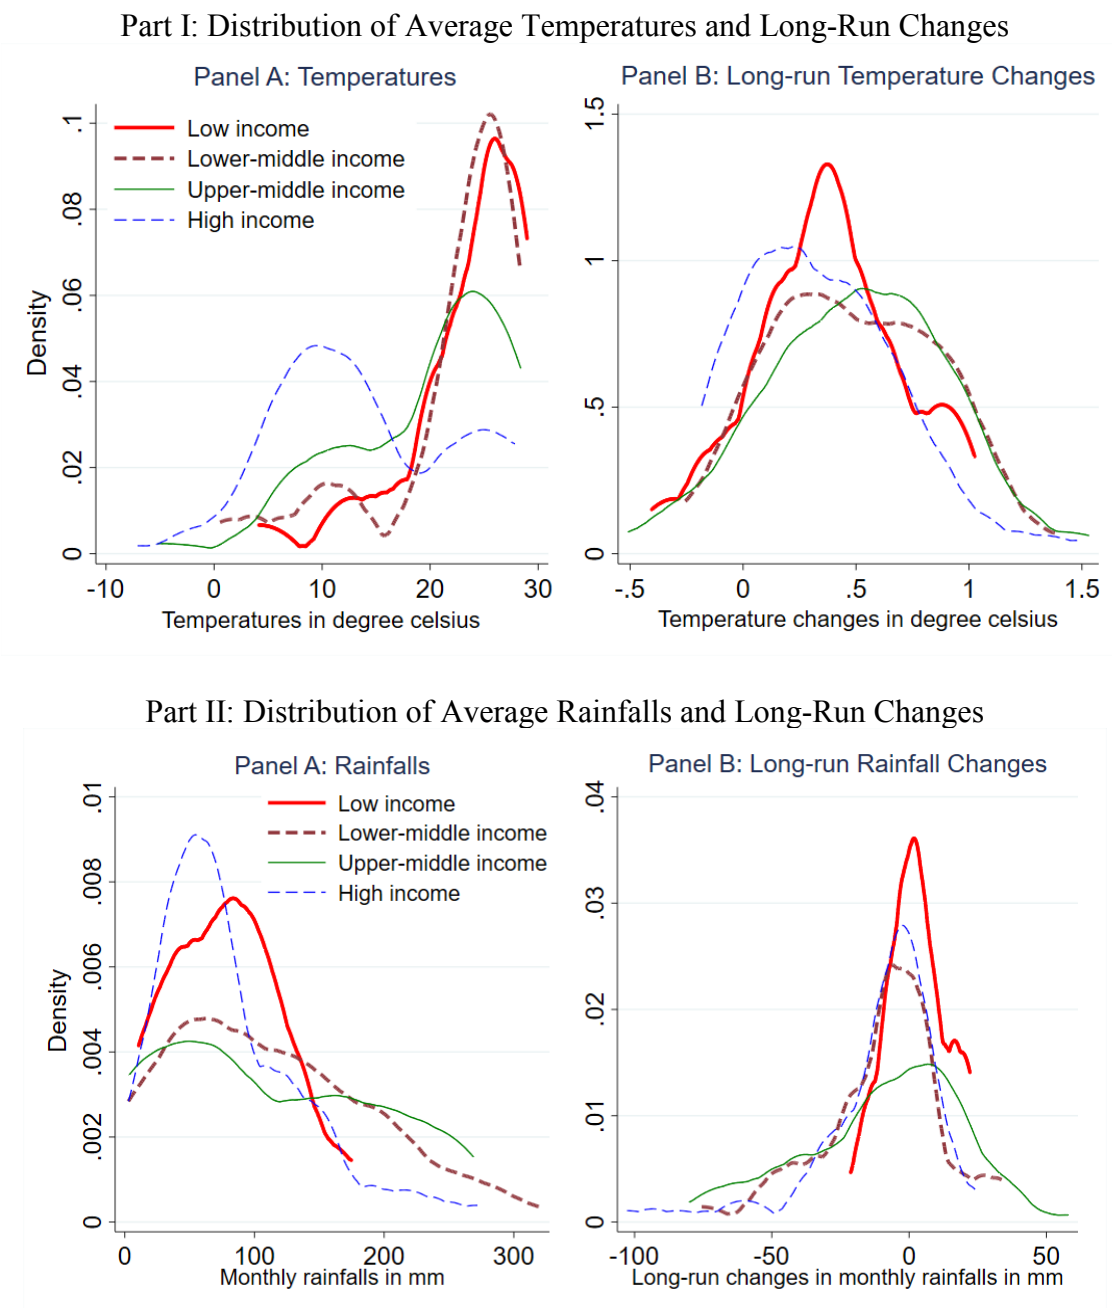 Part I: Distribution of Average Temperatures and Long-Run Changes
Panel A: Temperatures
Low income
Lower-middle income
Upper-middle income
High income
Density
0
.02
.04
.06
.08
.1
-10
0
10
20
30
Temperatures in degree celsius
Panel B: Long-run Temperature Changes
0
.5
1
1.5
-.5
0
.5
1
1.5
Temperature changes in degree celsius
Part II: Distribution of Average Rainfalls and Long-Run Changes
Panel A: Rainfalls
Low income
Lower-middle income
Upper-middle income
High income
Density
0
.002
.004
.006
.008
.01
0
100
200
300
Monthly rainfalls in mm
Panel B: Long-run Rainfall Changes
0
.01
.02
.03
.04
-100
-50
0
50
Long-run changes in monthly rainfalls in mm